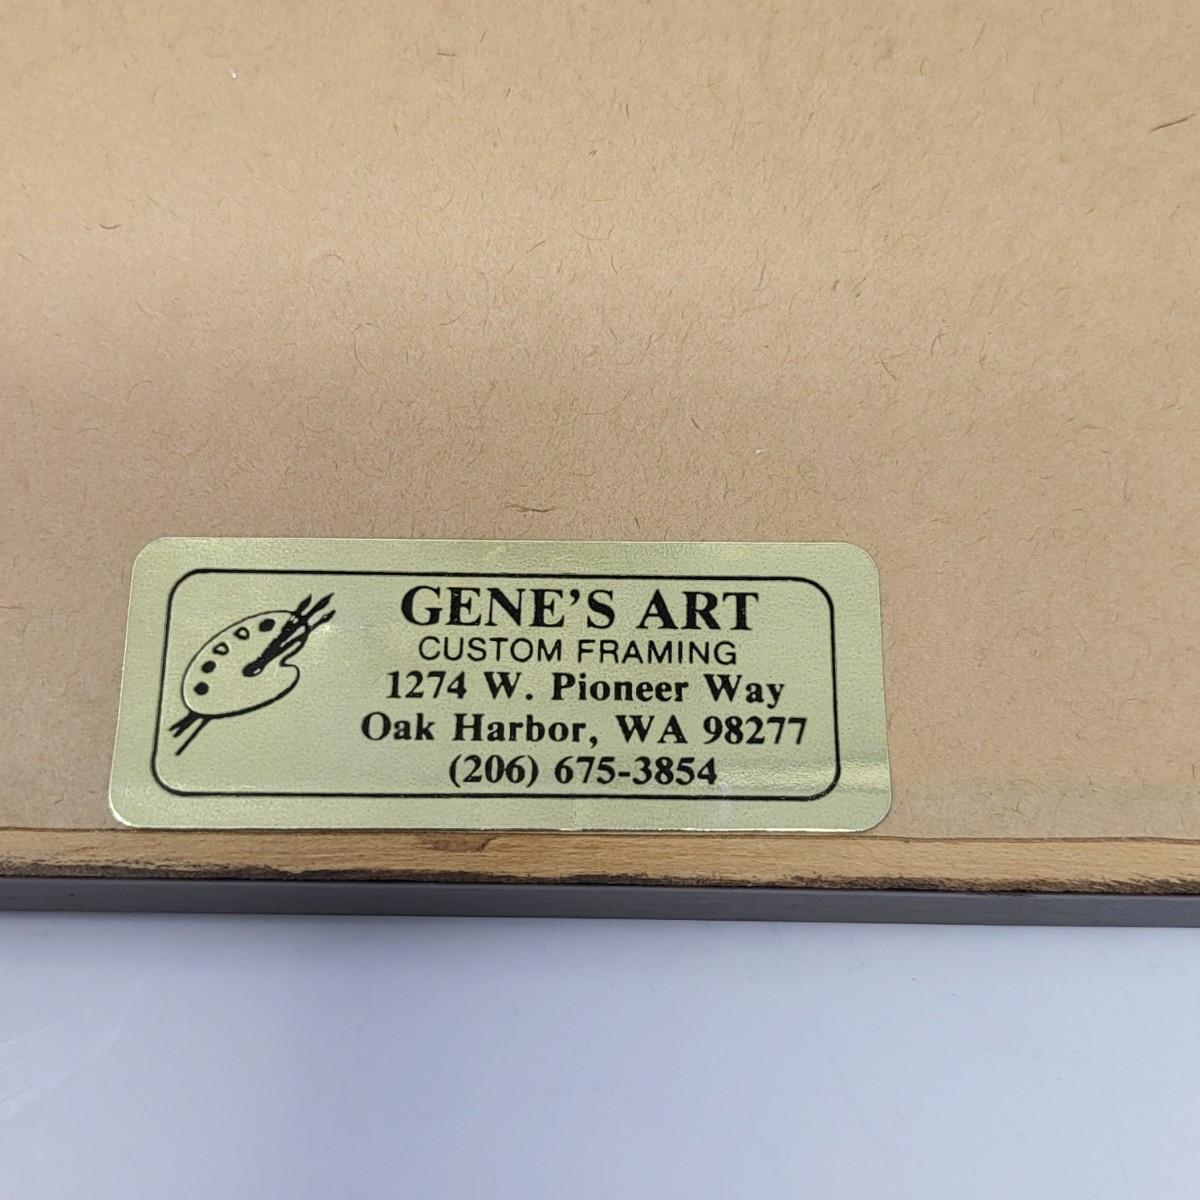 GENE'S ART
CUSTOM FRAMING
1274 W. Pioneer Way
Oak Harbor, WA 98277
(206) 675-3854